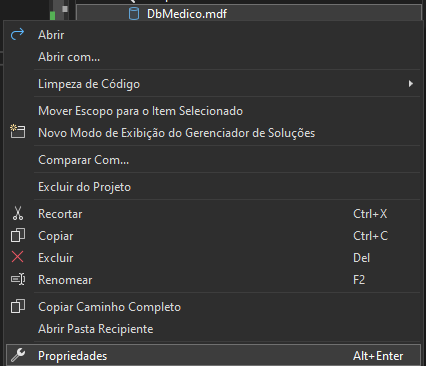 DbMedico.mdf
Abrir
Abrir com...
Limpeza de Código
Mover Escopo para o Item Selecionado
Novo Modo de Exibição do Gerenciador de Soluções
Comparar Com...
Excluir do Projeto
Recortar Ctrl+X
Copiar Ctrl+C
Excluir Del
Renomear F2
Copiar Caminho Completo
Abrir Pasta Recipiente
Propriedades Alt+Enter